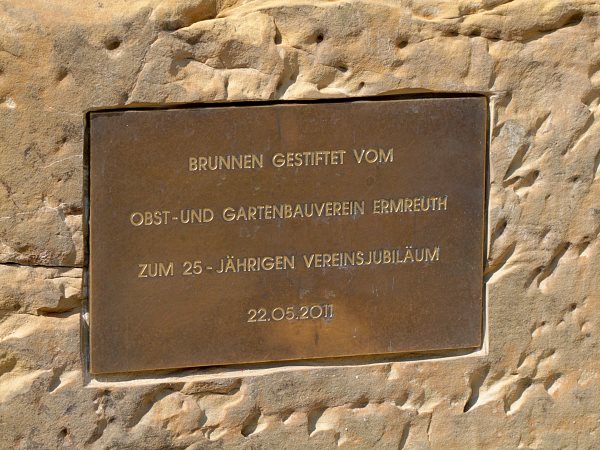 BRUNNEN GESTIFTET VOM
OBST-UND GARTENBAUVEREIN ERMREUTH
ZUM 25-JÄHRIGEN VEREINSJUBILÄUM
22.05.2011